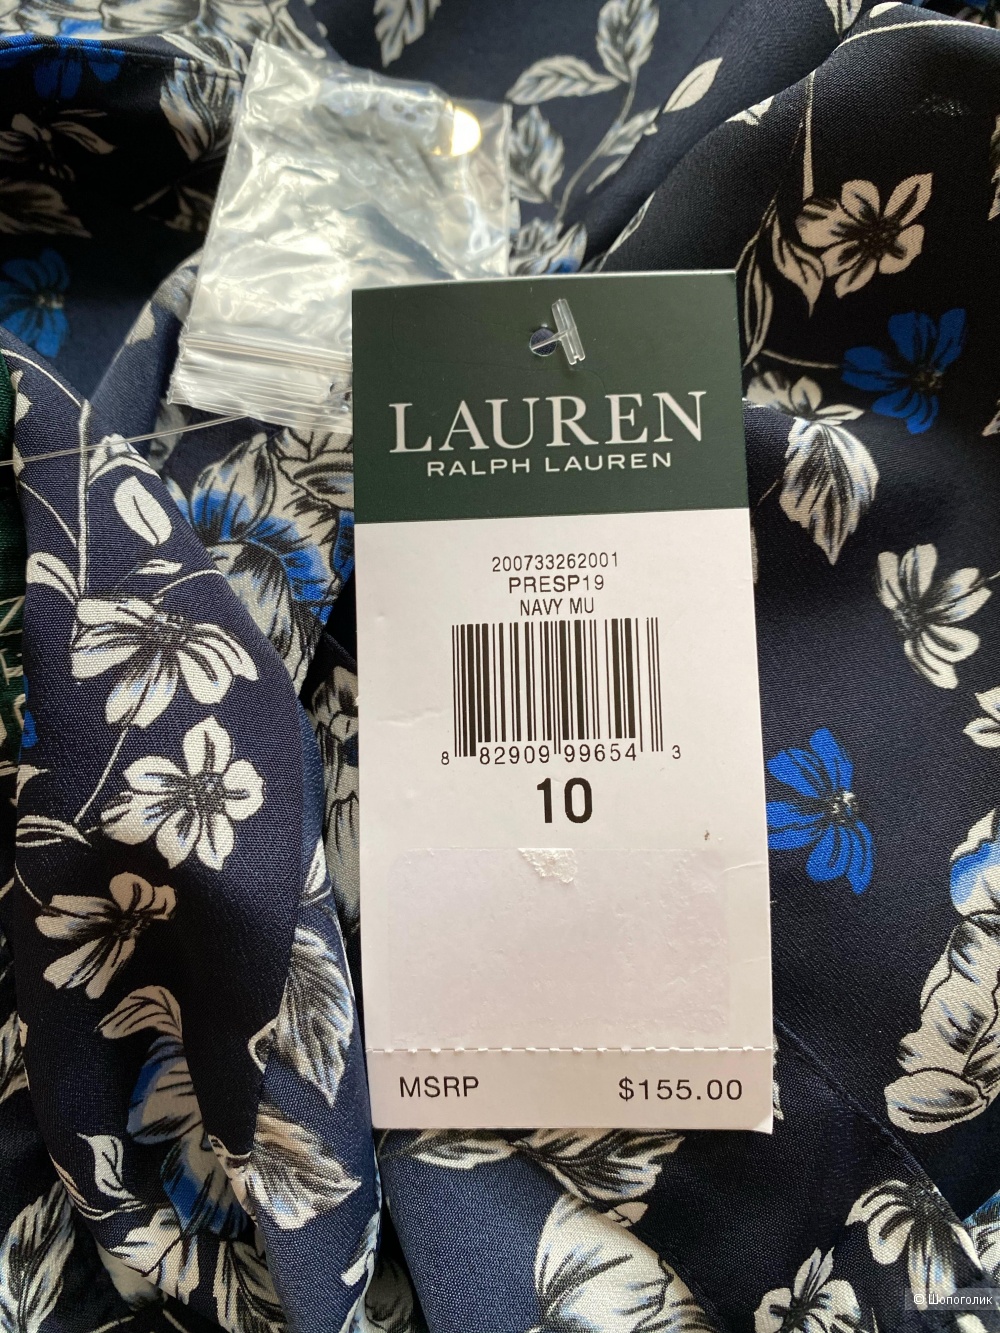 LAUREN
RALPH LAUREN
200733262001
PRESP19
NAVY MU
8 82909 99654 3
10
MSRP $155.00
© Шопоголик